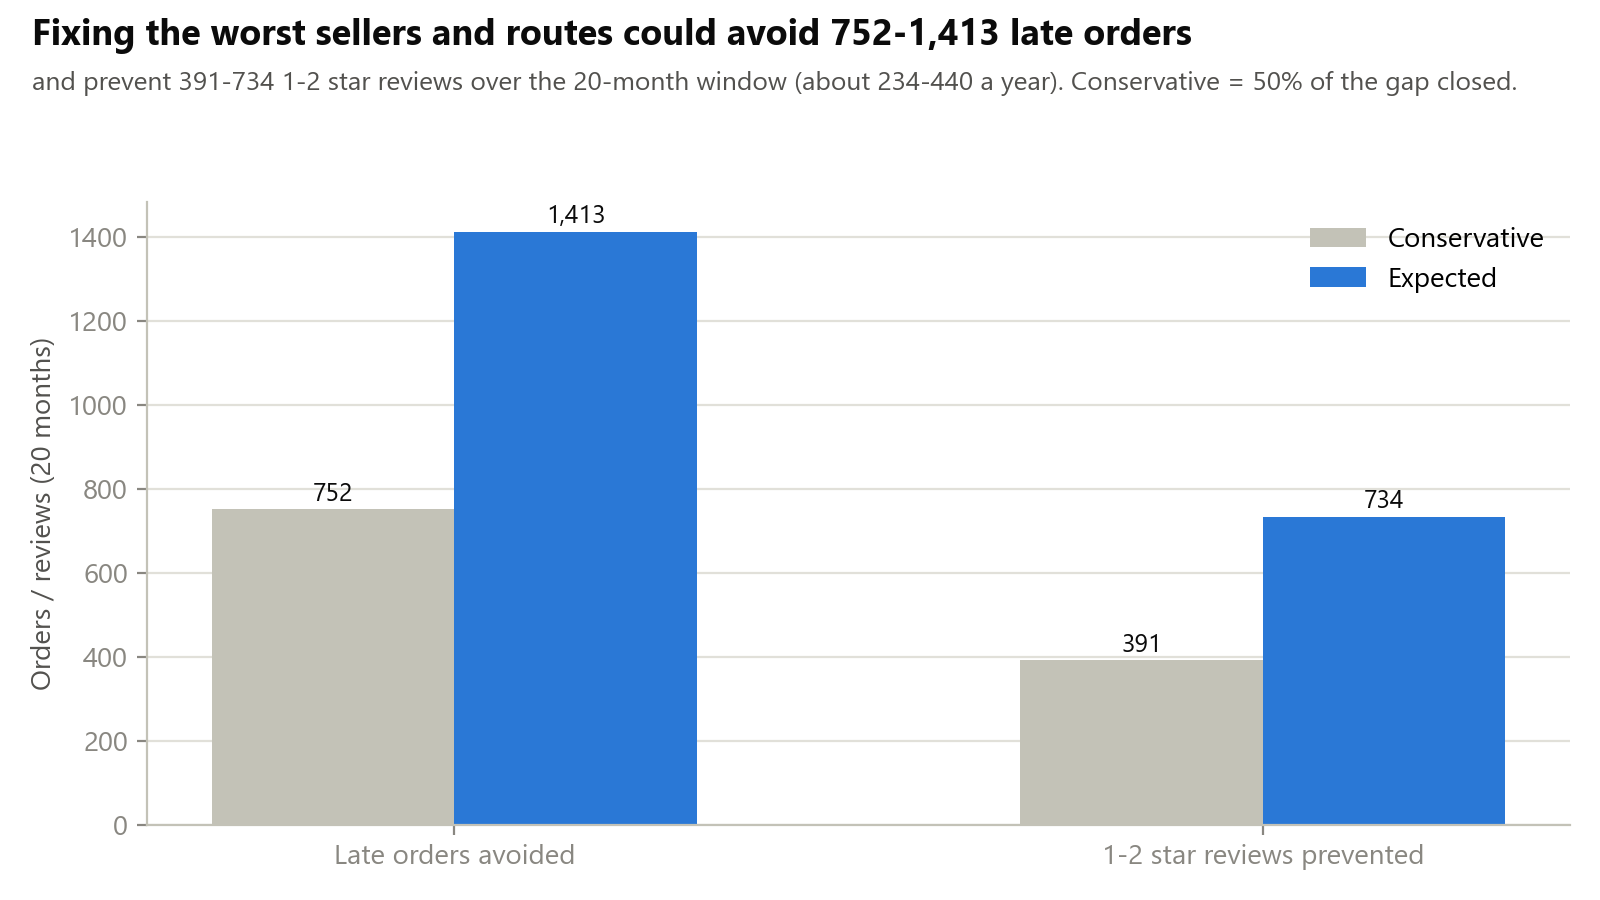 Fixing the worst sellers and routes could avoid 752-1,413 late orders
and prevent 391-734 1-2 star reviews over the 20-month window (about 234-440 a year). Conservative = 50% of the gap closed.
Orders / reviews (20 months)
1400
1200
1000
800
600
400
200
0
1,413
752
734
391
Conservative
Expected
Late orders avoided
1-2 star reviews prevented